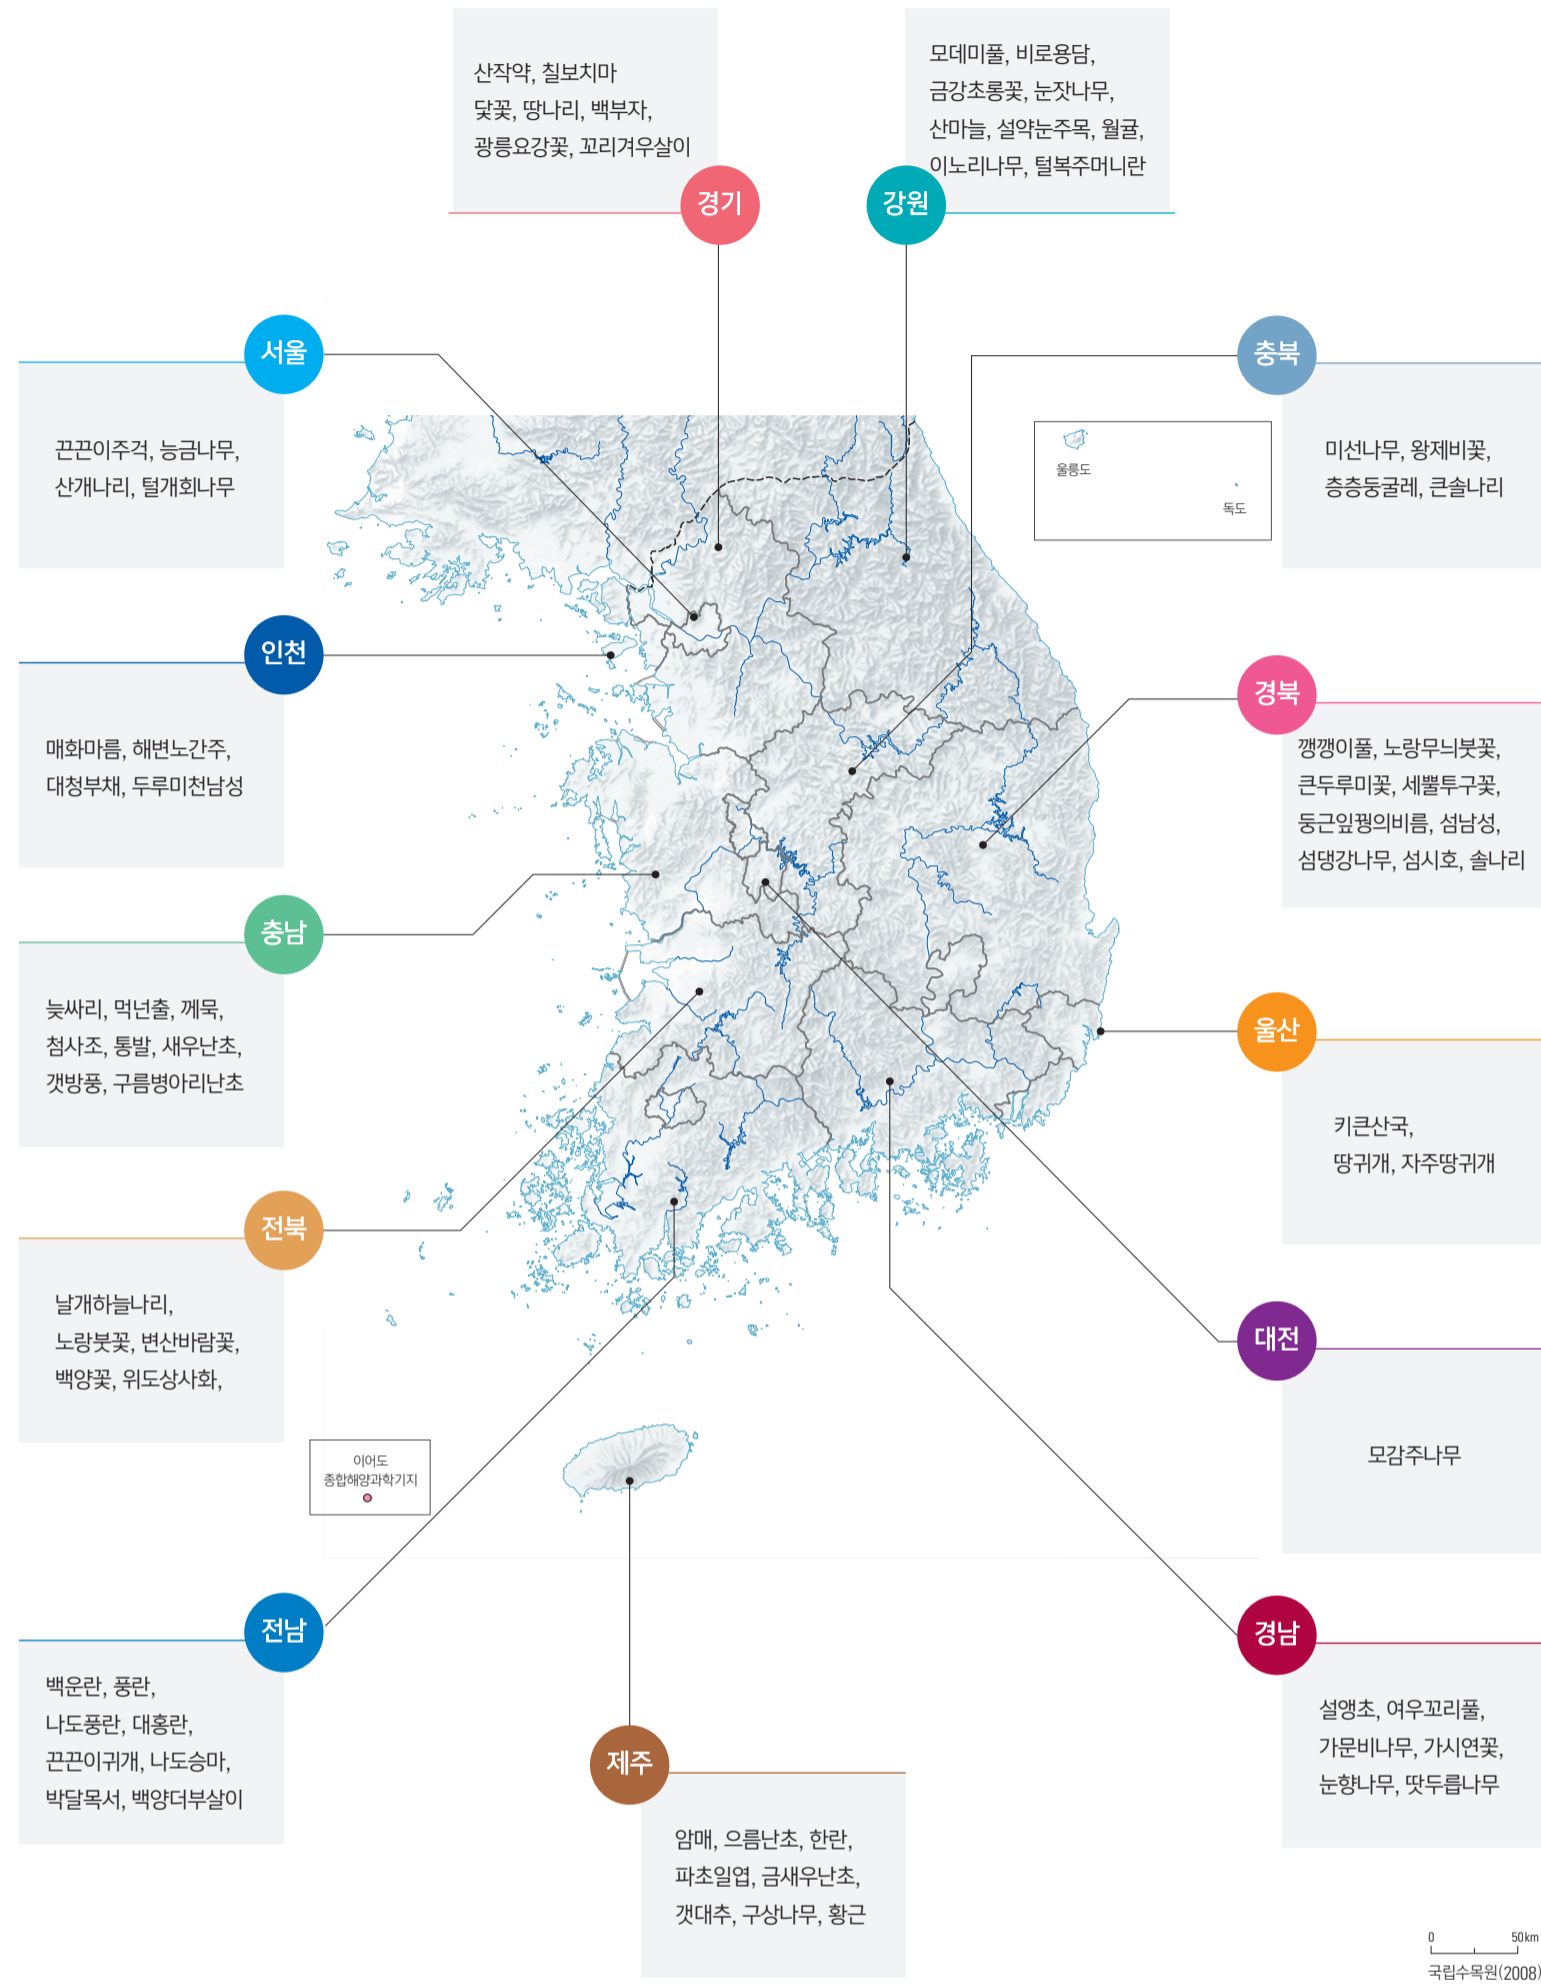 산작약, 칠보치마
닻꽃, 땅나리, 백부자,
광릉요강꽃, 꼬리겨우살이
경기
모데미풀, 비로용담,
금강초롱꽃, 눈잣나무,
산마늘, 설악눈주목, 월귤,
이노리나무, 털복주머니란
강원
서울
끈끈이주걱, 능금나무,
산개나리, 털개회나무
충북
미선나무, 왕제비꽃,
층층둥굴레, 큰솔나리
울릉도
독도
인천
매화마름, 해변노간주,
대청부채, 두루미천남성
경북
깽깽이풀, 노랑무늬붓꽃,
큰두루미꽃, 세뿔투구꽃,
둥근잎꿩의비름, 섬남성,
섬댕강나무, 섬시호, 솔나리
충남
늦싸리, 먹넌출, 께묵,
첨사조, 통발, 새우난초,
갯방풍, 구름병아리난초
울산
키큰산국,
땅귀개, 자주땅귀개
전북
날개하늘나리,
노랑붓꽃, 변산바람꽃,
백양꽃, 위도상사화,
대전
모감주나무
이어도
종합해양과학기지
전남
백운란, 풍란,
나도풍란, 대흥란,
끈끈이귀개, 나도승마,
박달목서, 백양더부살이
경남
설앵초, 여우꼬리풀,
가문비나무, 가시연꽃,
눈향나무, 땃두릅나무
제주
암매, 으름난초, 한란,
파초일엽, 금새우난초,
갯대추, 구상나무, 황근
0 50km
국립수목원(2008)